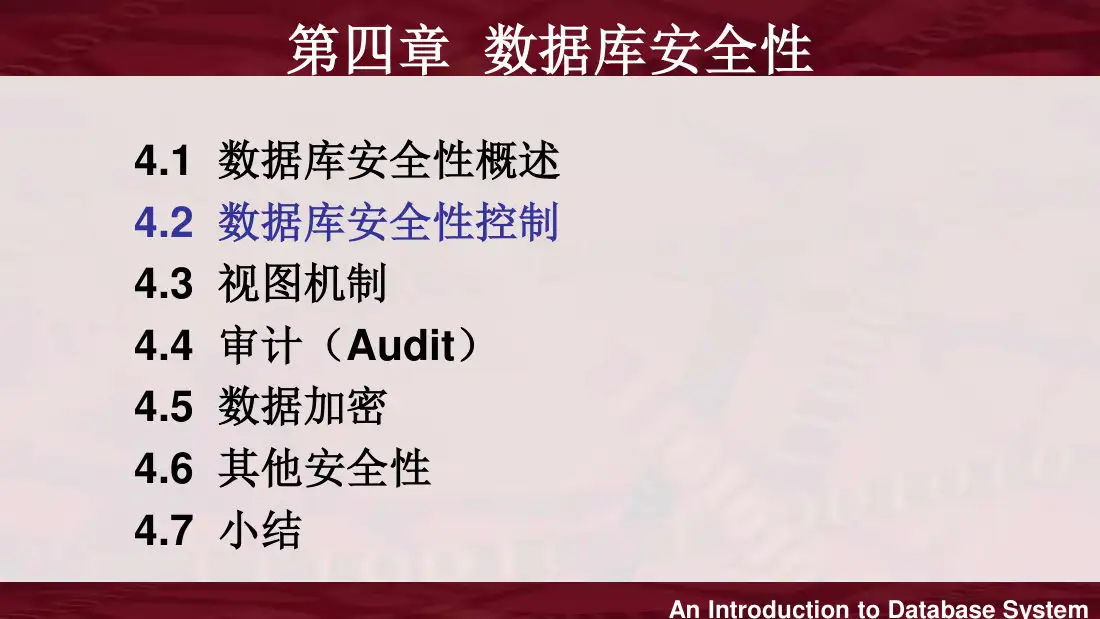 第四章 数据库安全性
4.1 数据库安全性概述
4.2 数据库安全性控制
4.3 视图机制
4.4 审计（Audit）
4.5 数据加密
4.6 其他安全性
4.7 小结
An Introduction to Database System